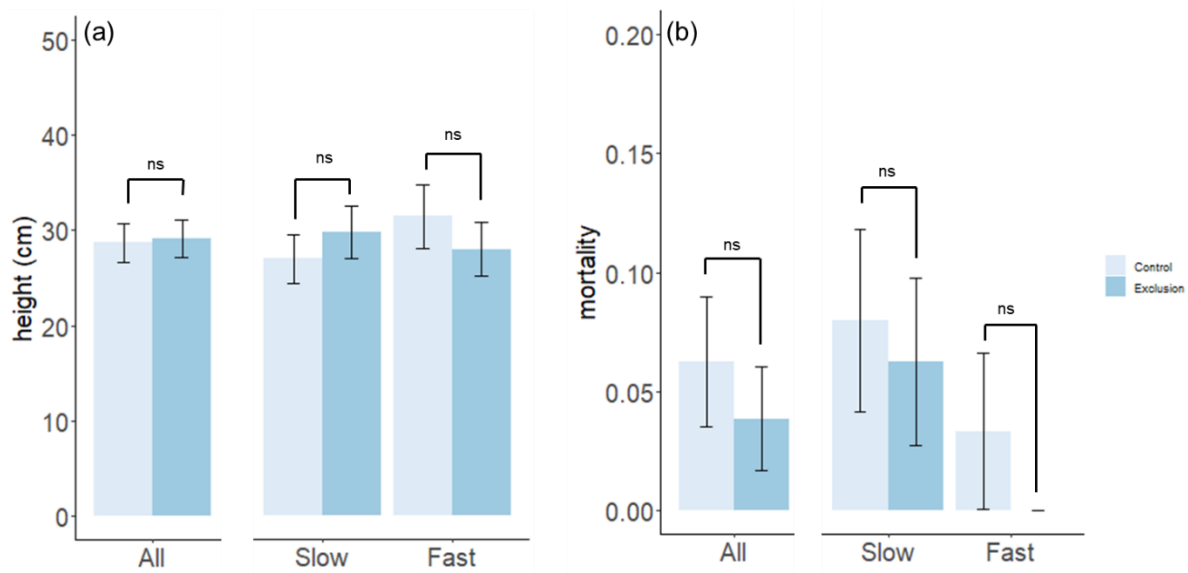 (a)
height (cm)
50
40
30
20
10
0
ns
ns
ns
All
Slow
Fast
(b)
mortality
0.20
0.15
0.10
0.05
0.00
ns
ns
ns
All
Slow
Fast
Control
Exclusion